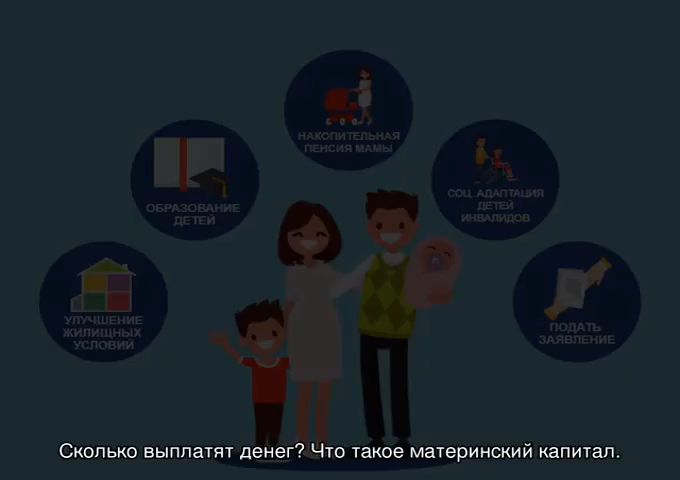 НАКОПИТЕЛЬНАЯ
ПЕНСИЯ МАМЫ
ОБРАЗОВАНИЕ
ДЕТЕЙ
СОЦ. АДАПТАЦИЯ
ДЕТЕЙ
ИНВАЛИДОВ
УЛУЧШЕНИЕ
ЖИЛИЩНЫХ
УСЛОВИЙ
ПОДАТЬ
ЗАЯВЛЕНИЕ
Сколько выплатят денег? Что такое материнский капитал.